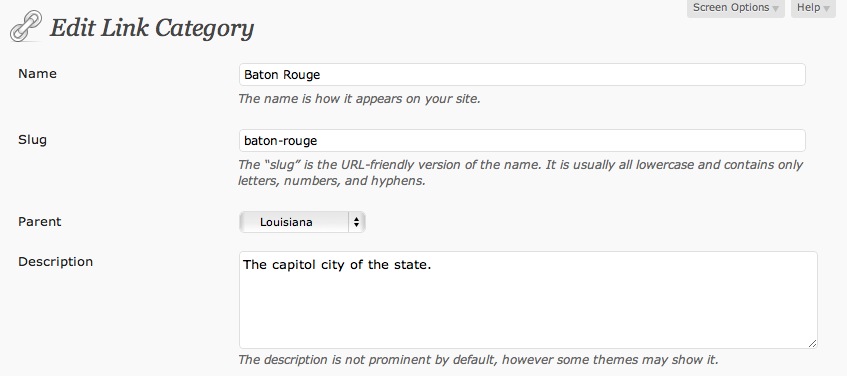 Screen Options Help
Edit Link Category
Name
Baton Rouge
The name is how it appears on your site.
Slug
baton-rouge
The “slug” is the URL-friendly version of the name. It is usually all lowercase and contains only
letters, numbers, and hyphens.
Parent
Louisiana
Description
The capitol city of the state.
The description is not prominent by default, however some themes may show it.